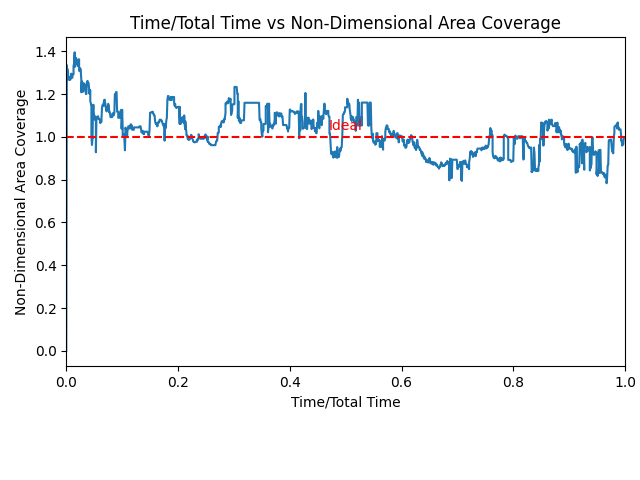 Time/Total Time vs Non-Dimensional Area Coverage
Non-Dimensional Area Coverage
1.4
1.2
1.0
0.8
0.6
0.4
0.2
0.0
Ideal
0.0 0.2 0.4 0.6 0.8 1.0
Time/Total Time